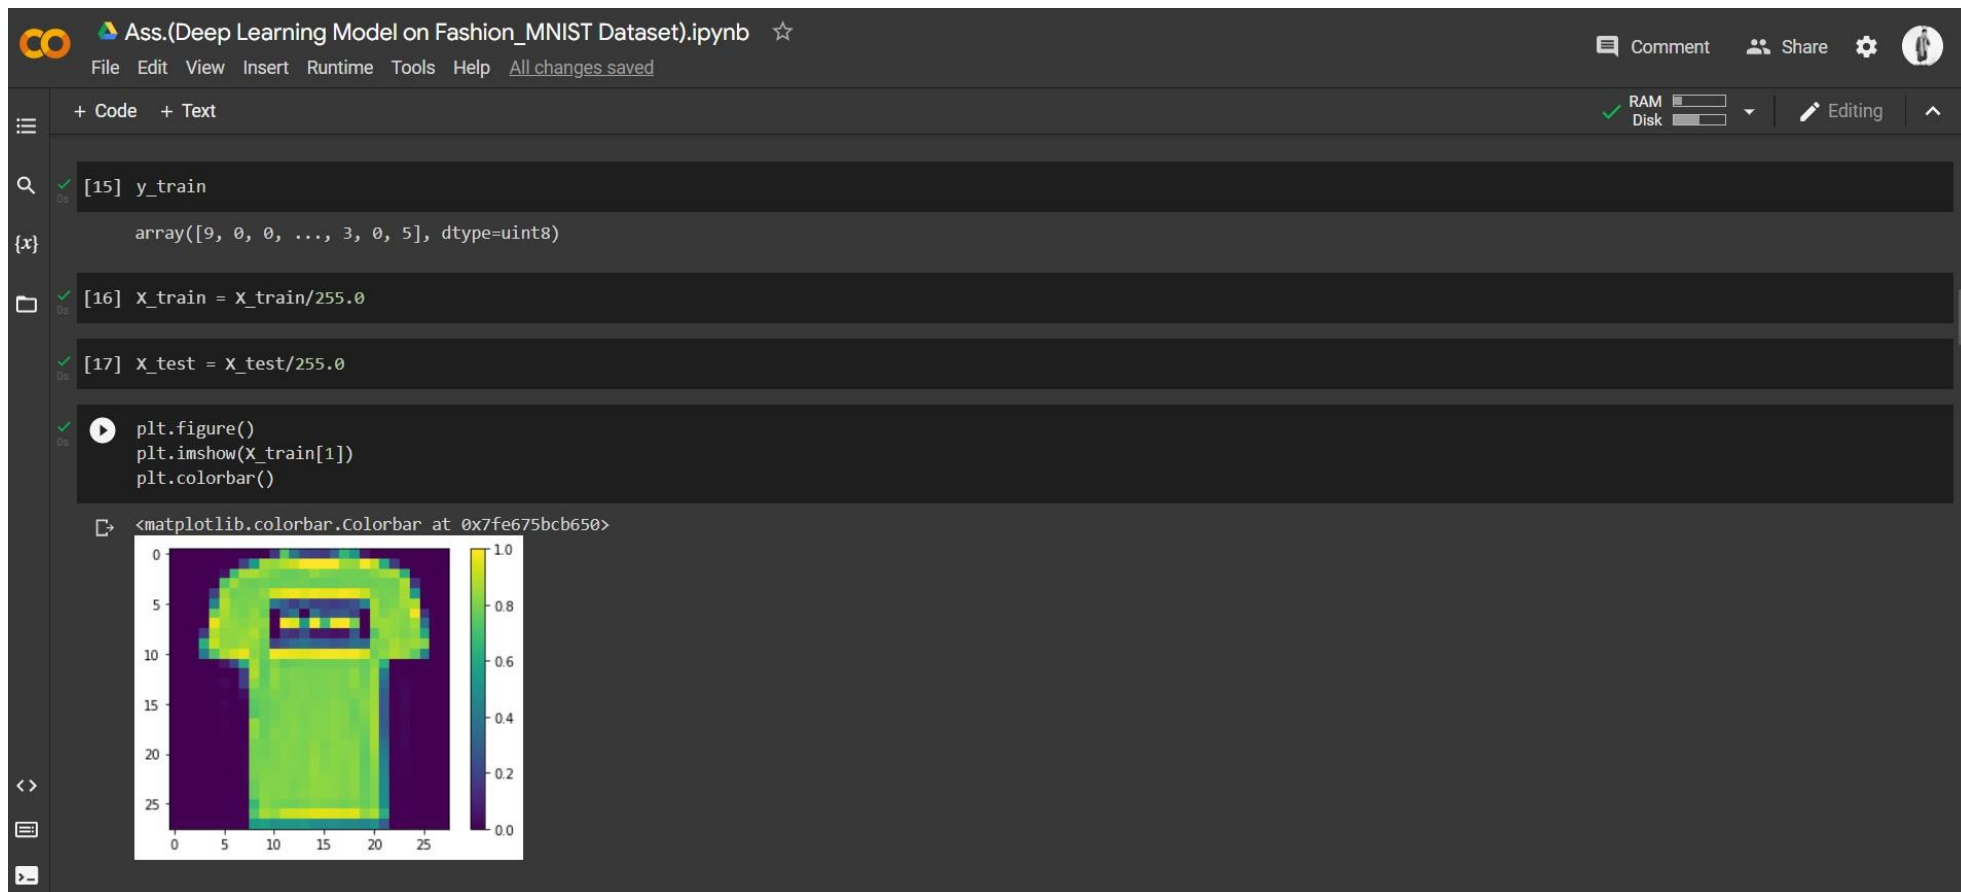 Ass.(Deep Learning Model on Fashion_MNIST Dataset).ipynb
File Edit View Insert Runtime Tools Help All changes saved
Comment Share
+ Code + Text
RAM
Disk
Editing
[15] y_train
0s
array([9, 0, 0, ..., 3, 0, 5], dtype=uint8)
{x}
[16] X_train = X_train/255.0
0s
[17] X_test = X_test/255.0
0s
plt.figure()
0s
plt.imshow(X_train[1])
plt.colorbar()
<matplotlib.colorbar.Colorbar at 0x7fe675bcb650>
0
5
10
15
20
25
0 5 10 15 20 25
1.0
0.8
0.6
0.4
0.2
0.0